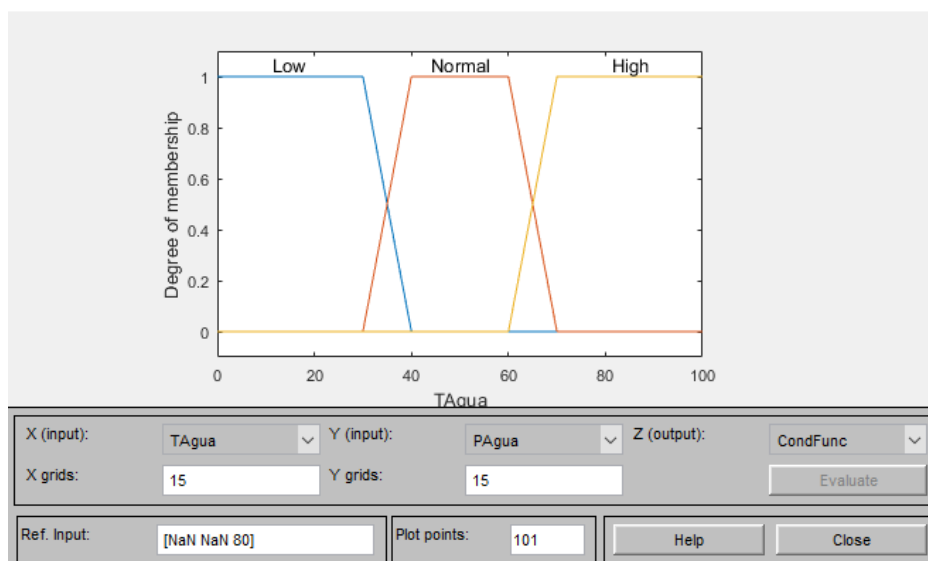 Low Normal High
1
0.8
0.6
0.4
0.2
0
Degree of membership
0 20 40 60 80 100
TAgua
X (input): TAgua Y (input): PAgua Z (output): CondFunc
X grids: 15 Y grids: 15 Evaluate
Ref. Input: [NaN NaN 80] Plot points: 101 Help Close